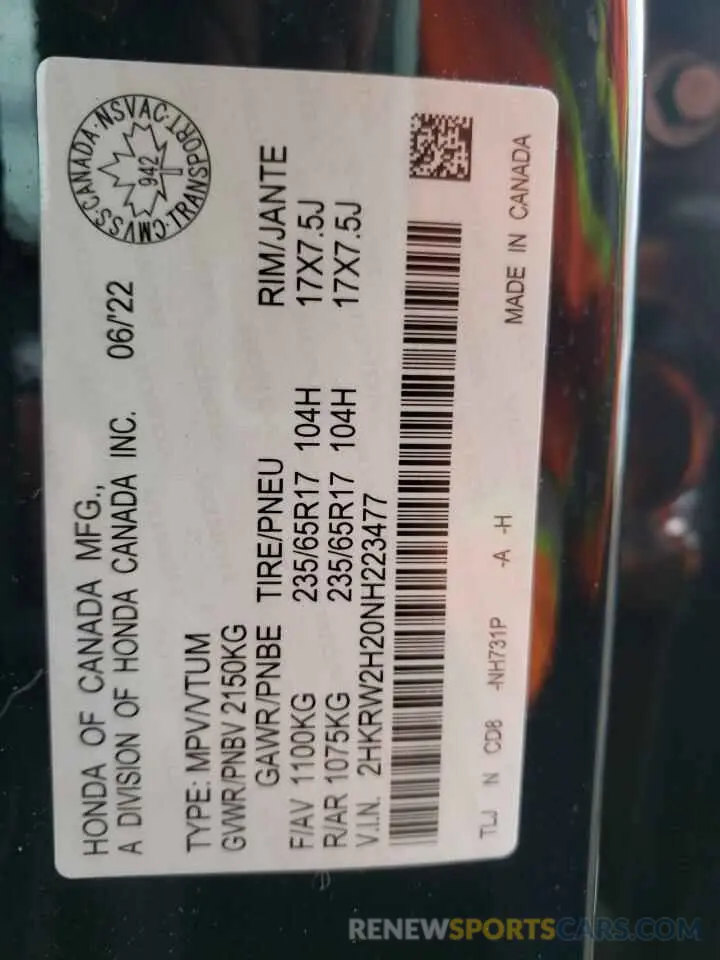 HONDA OF CANADA MFG.,
A DIVISION OF HONDA CANADA INC. 06/'22
CMVSS·CANADA·NSVAC·TRANSPORT·
942
TYPE: MPV/VTUM
GVWR/PNBV 2150KG
GAWR/PNBE TIRE/PNEU RIM/JANTE
F/AV 1100KG 235/65R17 104H 17X7.5J
R/AR 1075KG 235/65R17 104H 17X7.5J
V.I.N. 2HKRW2H20NH223477
TLJ N CD8 -NH731P -A -H MADE IN CANADA
RENEWSPORTSCARS.COM